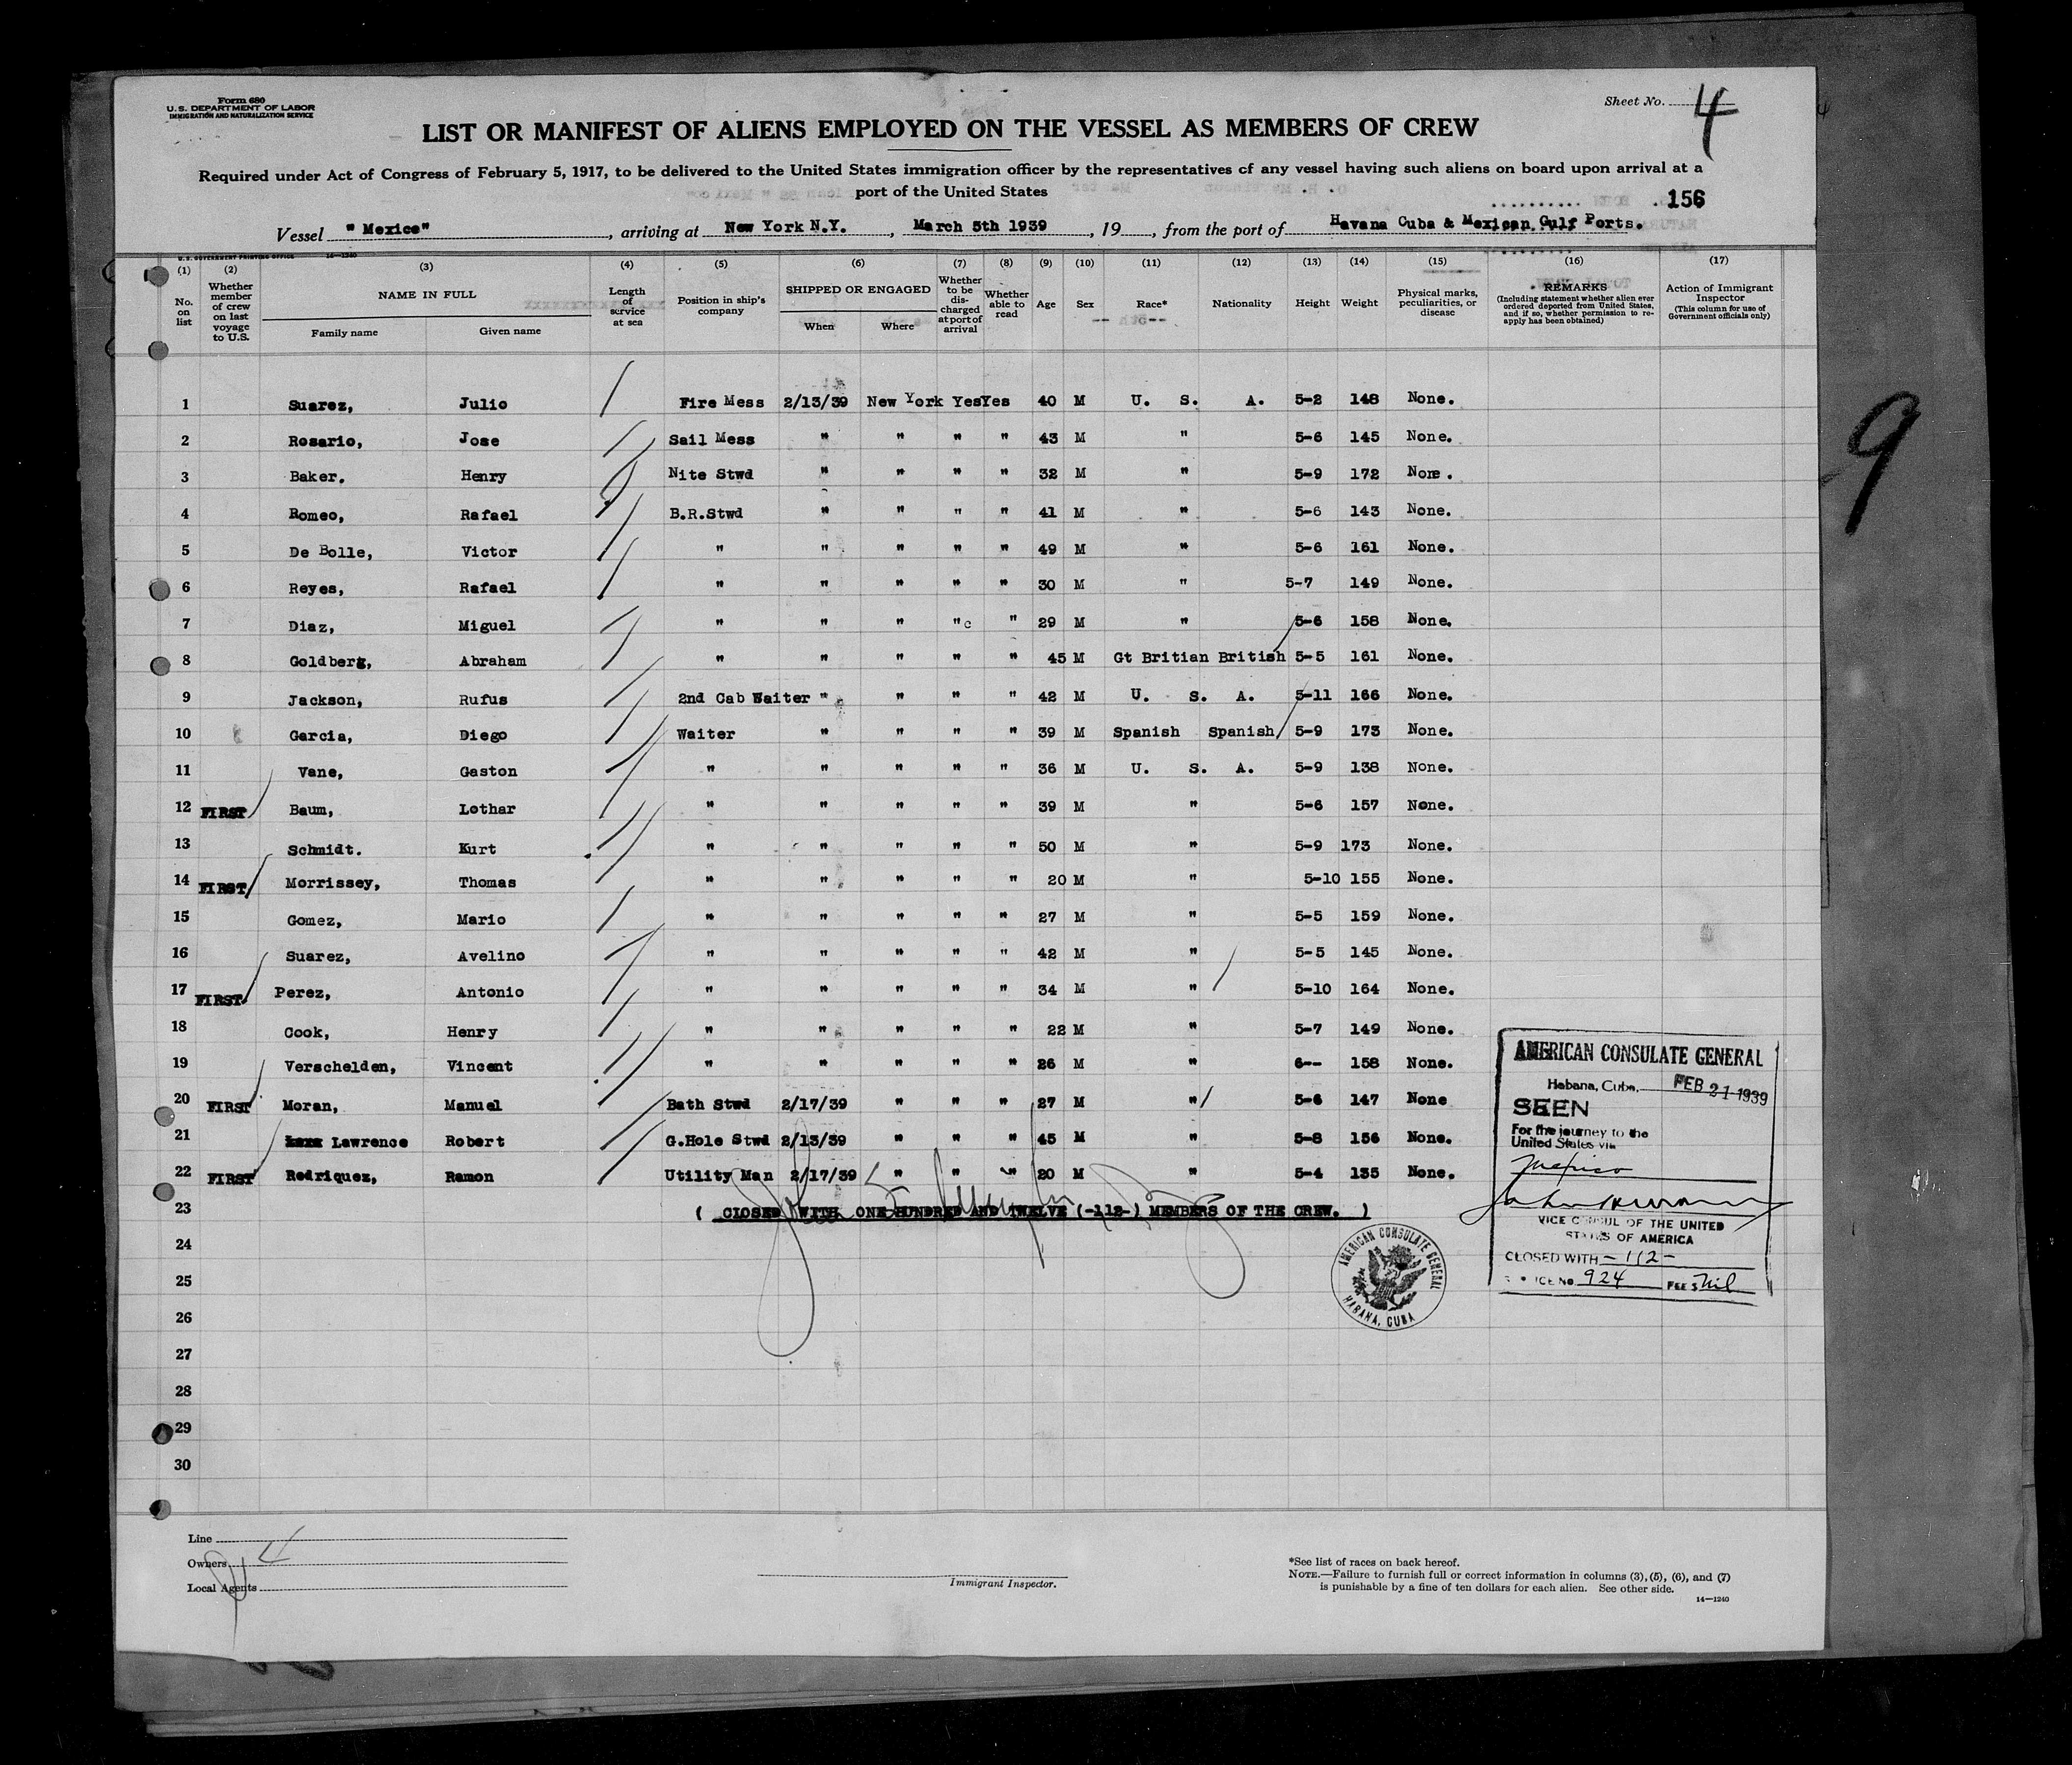 Form 680
U. S. DEPARTMENT OF LABOR
IMMIGRATION AND NATURALIZATION SERVICE
Sheet No. 4
LIST OR MANIFEST OF ALIENS EMPLOYED ON THE VESSEL AS MEMBERS OF CREW
Required under Act of Congress of February 5, 1917, to be delivered to the United States immigration officer by the representatives of any vessel having such aliens on board upon arrival at a
port of the United States
156
Vessel "Mexico", arriving at New York N.Y., March 5th 1939, 19, from the port of Havana Cuba & Mexican Gulf Ports.
U. S. GOVERNMENT PRINTING OFFICE 14—1240
(1) (2) (3) (4) (5) (6) (7) (8) (9) (10) (11) (12) (13) (14) (15) (16) (17)
No. on list
Whether member of crew on last voyage to U.S.
NAME IN FULL
Family name Given name
Length of service at sea
Position in ship's company
SHIPPED OR ENGAGED
When Where
Whether to be discharged at port of arrival
Whether able to read
Age
Sex
Race*
Nationality
Height
Weight
Physical marks, peculiarities, or disease
REMARKS
(Including statement whether alien ever ordered deported from United States, and if so, whether permission to reapply has been obtained)
Action of Immigrant Inspector
(This column for use of Government officials only)
1 Suarez, Julio Fire Mess 2/13/39 New York Yes Yes 40 M U. S. A. 5-2 148 None.
2 Rosario, Jose Sail Mess " " " " 43 M " 5-6 145 None.
3 Baker. Henry Nite Stwd " " " " 32 M " 5-9 172 None.
4 Romeo, Rafael B.R.Stwd " " " " 41 M " 5-6 143 None.
5 De Bolle, Victor " " " " " 49 M " 5-6 161 None.
6 Reyes, Rafael " " " " " 30 M " 5-7 149 None.
7 Diaz, Miguel " " " "c " 29 M " 5-6 158 None.
8 Goldberg, Abraham " " " " " 45 M Gt Britian British 5-5 161 None.
9 Jackson, Rufus 2nd Cab Waiter " " " " 42 M U. S. A. 5-11 166 None.
10 Garcia, Diego Waiter " " " " 39 M Spanish Spanish 5-9 173 None.
11 Vane, Gaston " " " " " 36 M U. S. A. 5-9 138 None.
12 FIRST Baum, Lothar " " " " " 39 M " 5-6 157 None.
13 Schmidt. Kurt " " " " " 50 M " 5-9 173 None.
14 FIRST Morrissey, Thomas " " " " " 20 M " 5-10 155 None.
15 Gomez, Mario " " " " " 27 M " 5-5 159 None.
16 Suarez, Avelino " " " " " 42 M " 5-5 145 None.
17 FIRST Perez, Antonio " " " " " 34 M " 5-10 164 None.
18 Cook, Henry " " " " " 22 M " 5-7 149 None.
19 Verschelden, Vincent " " " " " 26 M " 6-- 158 None.
20 FIRST Moran, Manuel Bath Stwd 2/17/39 " " " 27 M " 5-6 147 None
21 Lawrence Robert G.Hole Stwd 2/13/39 " " " 45 M " 5-8 156 None.
22 FIRST Rodriquez, Ramon Utility Man 2/17/39 " " " 20 M " 5-4 135 None.
23 ( CLOSED WITH ONE HUNDRED AND TWELVE (-112-) MEMBERS OF THE CREW. )
24
25
26
27
28
29
30
AMERICAN CONSULATE GENERAL
Habana, Cuba, FEB 21 1939
SEEN
For the journey to the
United States via
Mexico
VICE CONSUL OF THE UNITED
STATES OF AMERICA
CLOSED WITH -112-
SERVICE NO. 924 FEE $ Nil
AMERICAN CONSULATE GENERAL
HABANA, CUBA
9
Line
Owners
Local Agents
Immigrant Inspector.
*See list of races on back hereof.
NOTE.—Failure to furnish full or correct information in columns (3), (5), (6), and (7)
is punishable by a fine of ten dollars for each alien. See other side.
14—1240